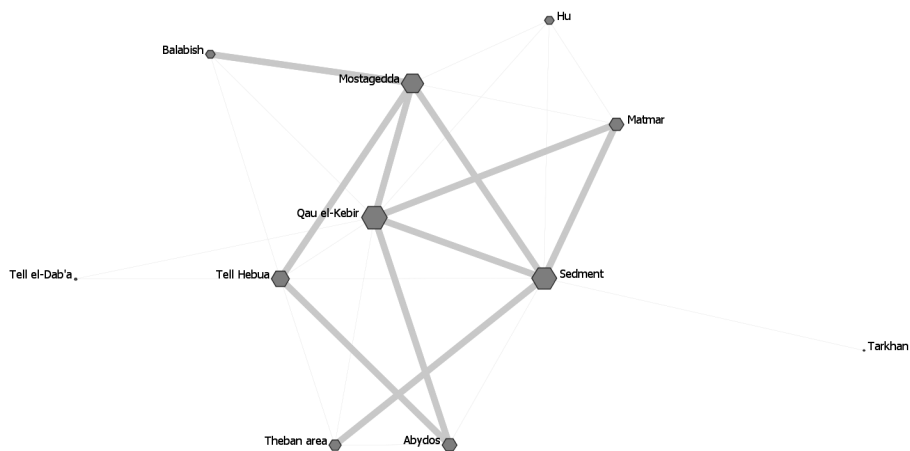 Hu
Balabish
Mostagedda
Matmar
Qau el-Kebir
Tell el-Dab'a
Tell Hebua
Sedment
Tarkhan
Theban area
Abydos